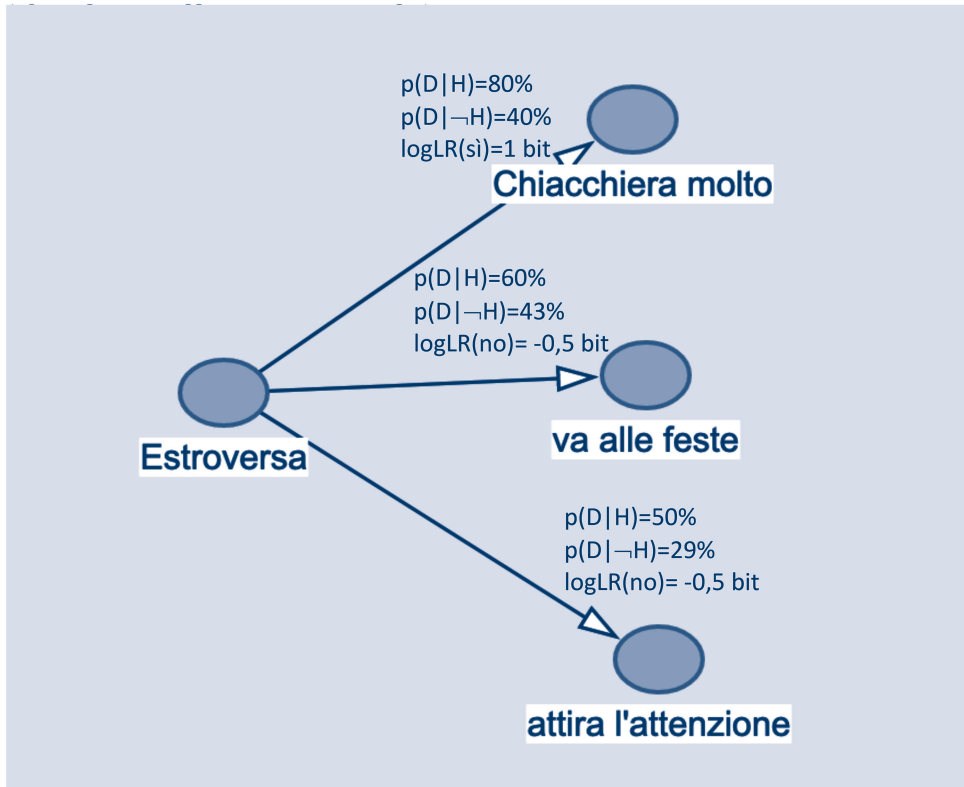 p(D|H)=80%
p(D|¬H)=40%
logLR(sì)=1 bit
Chiacchiera molto
p(D|H)=60%
p(D|¬H)=43%
logLR(no)= -0,5 bit
va alle feste
Estroversa
p(D|H)=50%
p(D|¬H)=29%
logLR(no)= -0,5 bit
attira l'attenzione